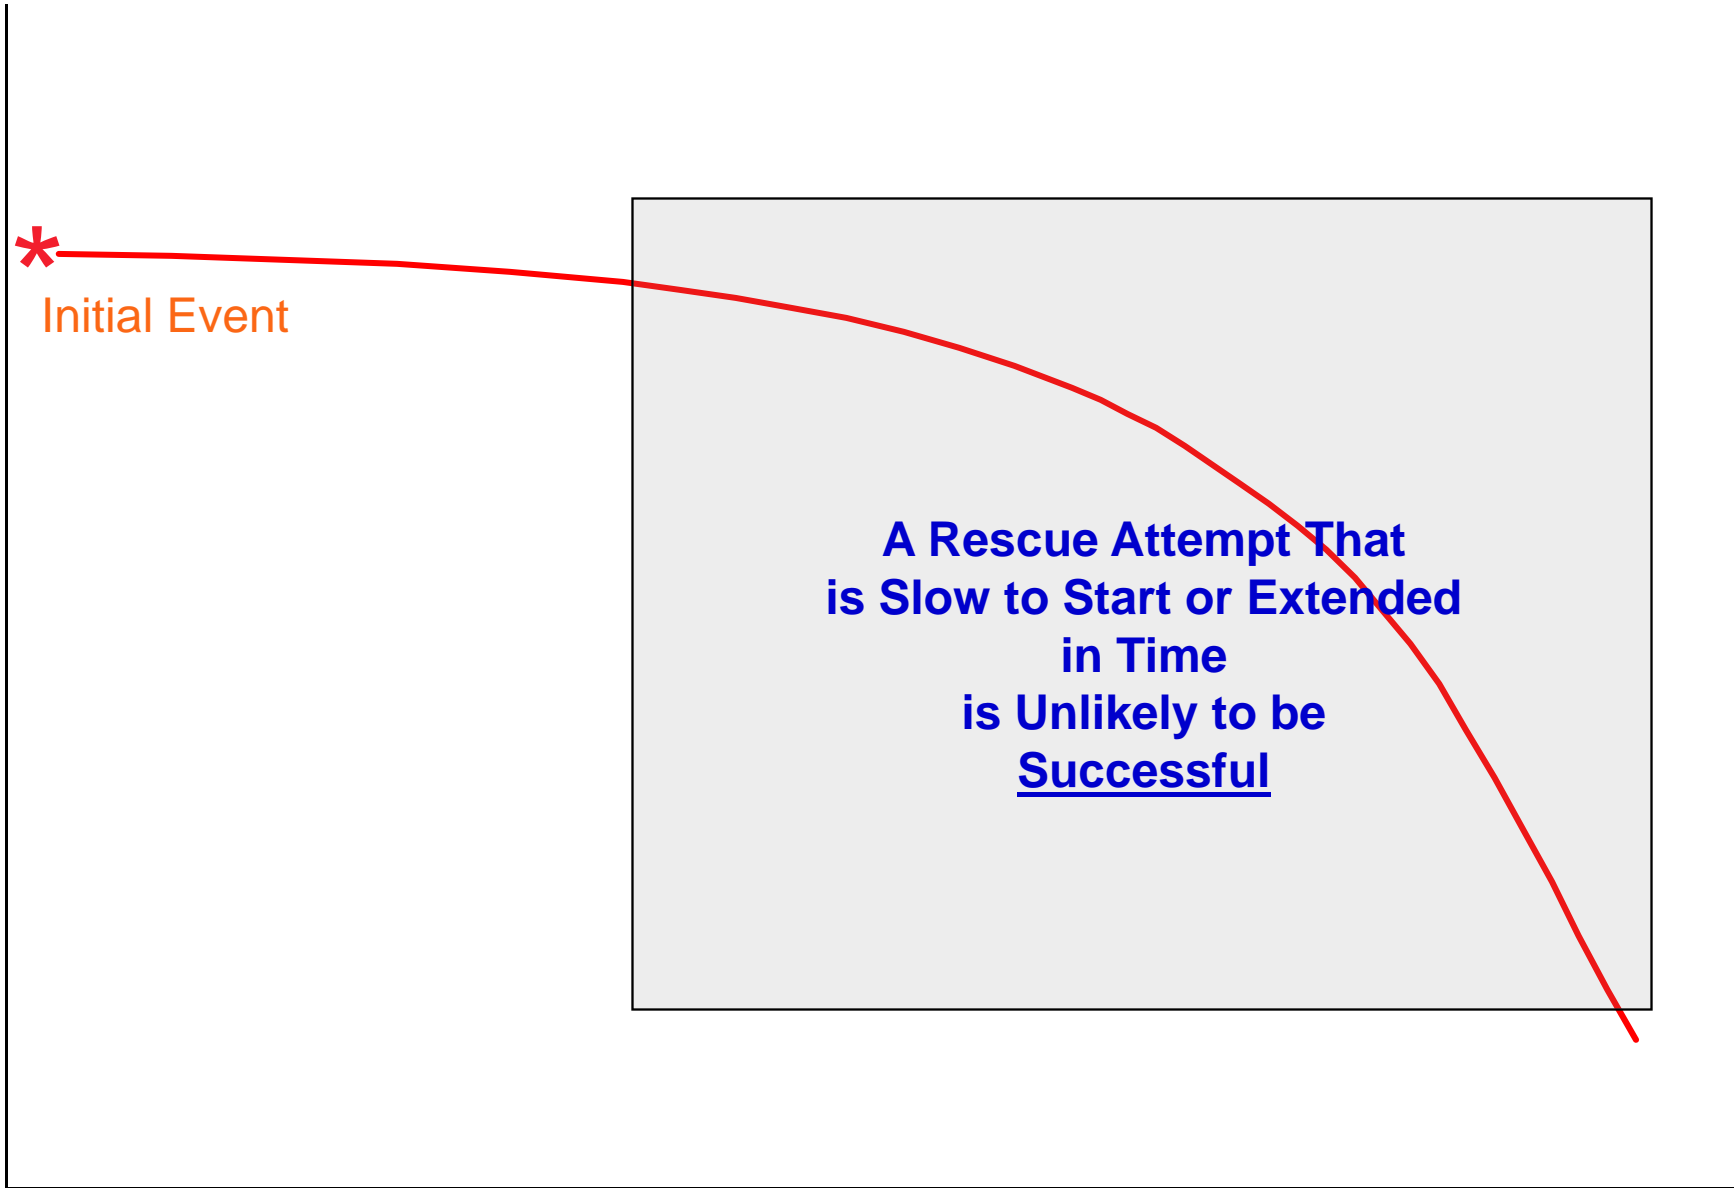 *
Initial Event
A Rescue Attempt That
is Slow to Start or Extended
in Time
is Unlikely to be
Successful